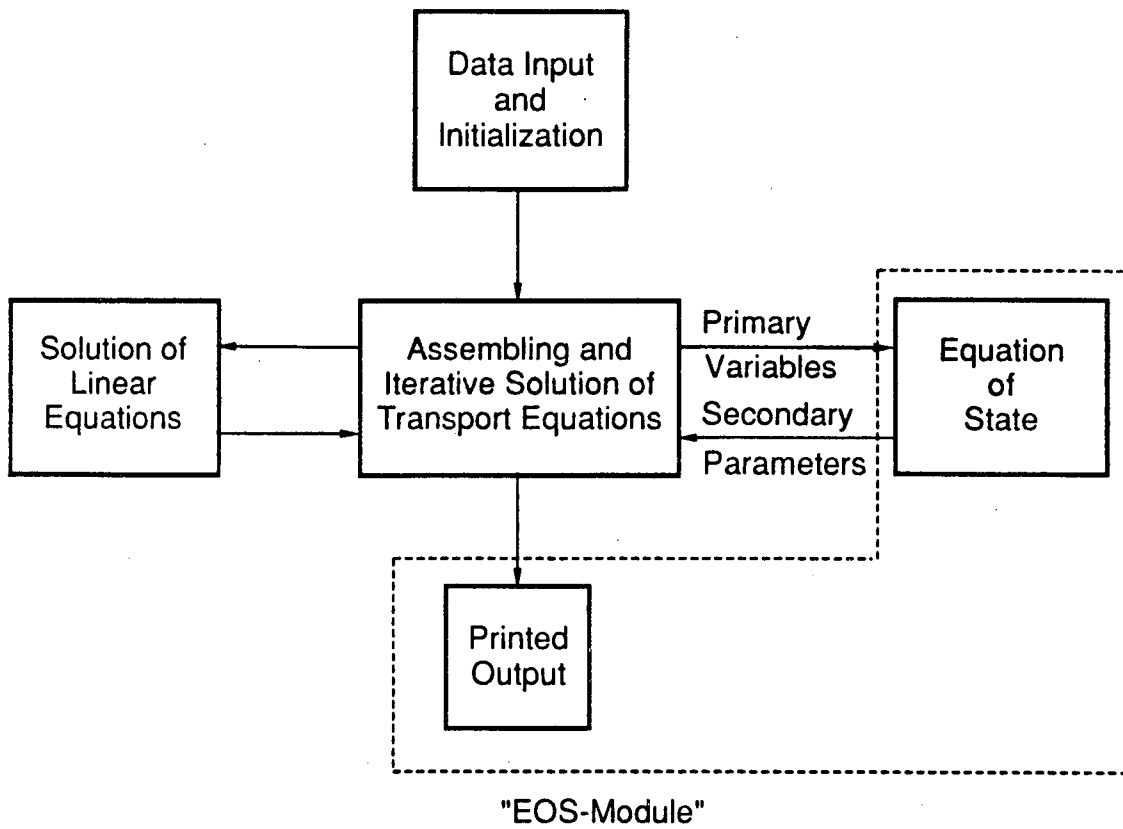 Data Input
and
Initialization
Solution of
Linear
Equations
Assembling and
Iterative Solution of
Transport Equations
Primary
Variables
Secondary
Parameters
Equation
of
State
Printed
Output
"EOS-Module"